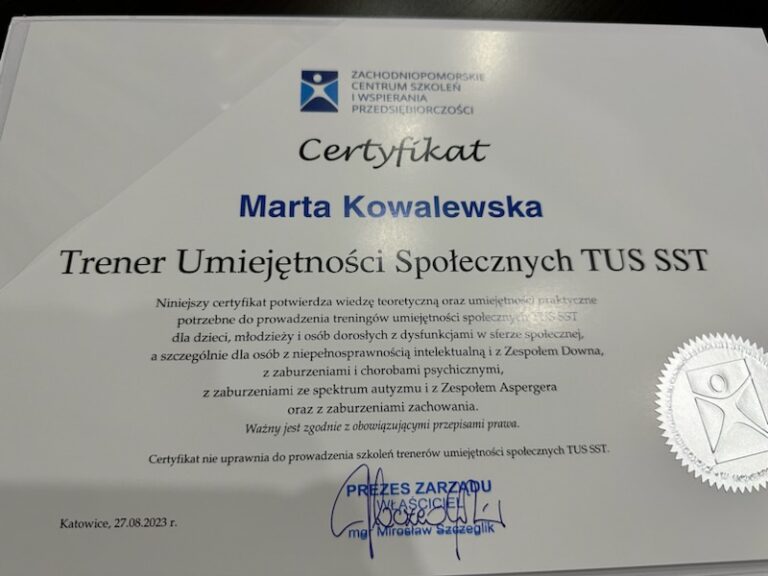 ZACHODNIOPOMORSKIE
CENTRUM SZKOLEŃ
I WSPIERANIA
PRZEDSIĘBIORCZOŚCI
Certyfikat
Marta Kowalewska
Trener Umiejętności Społecznych TUS SST
Niniejszy certyfikat potwierdza wiedzę teoretyczną oraz umiejętności praktyczne
potrzebne do prowadzenia treningów umiejętności społecznych TUS SST
dla dzieci, młodzieży i osób dorosłych z dysfunkcjami w sferze społecznej,
a szczególnie dla osób z niepełnosprawnością intelektualną i z Zespołem Downa,
z zaburzeniami i chorobami psychicznymi,
z zaburzeniami ze spektrum autyzmu i z Zespołem Aspergera
oraz z zaburzeniami zachowania.
Ważny jest zgodnie z obowiązującymi przepisami prawa.
Certyfikat nie uprawnia do prowadzenia szkoleń trenerów umiejętności społecznych TUS SST.
PREZES ZARZĄDU
WŁAŚCICIEL
mgr Mirosław Szczeglik
Katowice, 27.08.2023 r.